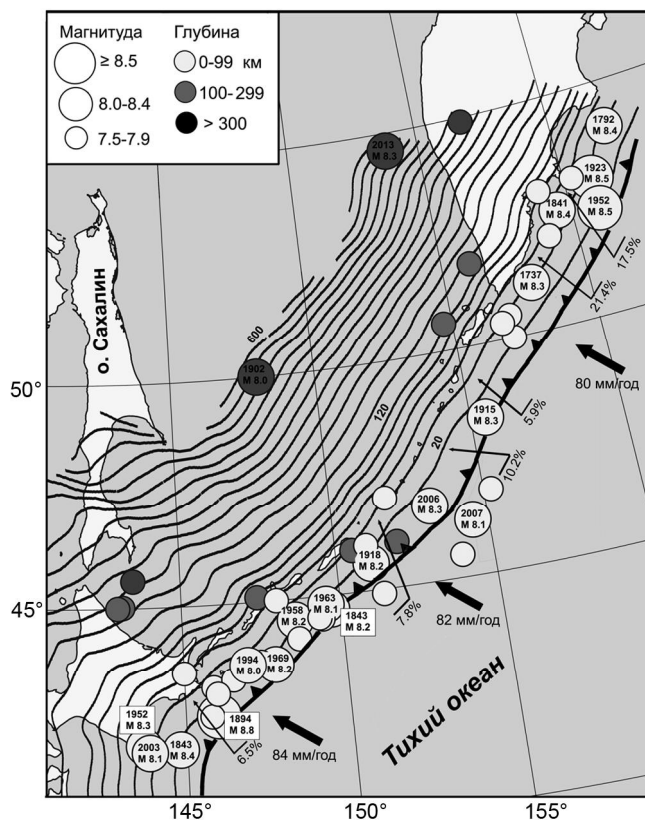 Магнитуда
≥ 8.5
8.0-8.4
7.5-7.9
Глубина
0-99 км
100-299
> 300
2013
M 8.3
1792
M 8.4
1923
M 8.5
1841
M 8.4
1952
M 8.5
17.5%
1737
M 8.3
21.4%
о. Сахалин
600
1902
M 8.0
80 мм/год
50°
120
1915
M 8.3
5.9%
20
10.2%
2006
M 8.3
2007
M 8.1
1918
M 8.2
7.8%
45°
1963
M 8.1
1958
M 8.2
1843
M 8.2
82 мм/год
1994
M 8.0
1969
M 8.2
Тихий океан
1952
M 8.3
1894
M 8.8
2003
M 8.1
1843
M 8.4
6.5%
84 мм/год
145°
150°
155°